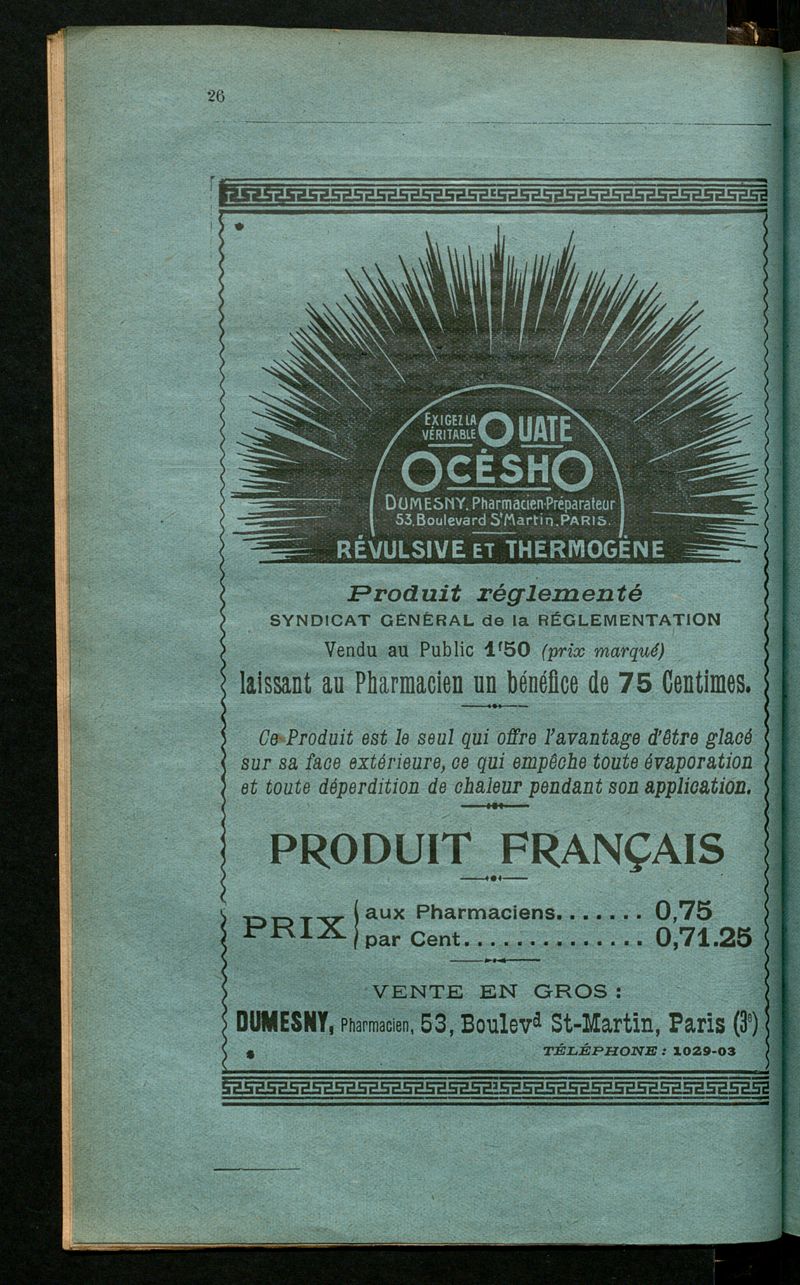 26
EXIGEZ LA VÉRITABLE OUATE
OCÉSHO
DUMESNY. Pharmacien-Préparateur
53. Boulevard St Martin. PARIS.
RÉVULSIVE ET THERMOGÈNE
Produit réglementé
SYNDICAT GÉNÉRAL de la RÉGLEMENTATION
Vendu au Public 1f50 (prix marqué)
laissant au Pharmacien un bénéfice de 75 Centimes.
Ce Produit est le seul qui offre l'avantage d'être glacé
sur sa face extérieure, ce qui empêche toute évaporation
et toute déperdition de chaleur pendant son application.
PRODUIT FRANÇAIS
PRIX
aux Pharmaciens....... 0,75
par Cent.............. 0,71.25
VENTE EN GROS :
DUMESNY, Pharmacien, 53, Boulevd St-Martin, Paris (3e)
TÉLÉPHONE : 1029-03